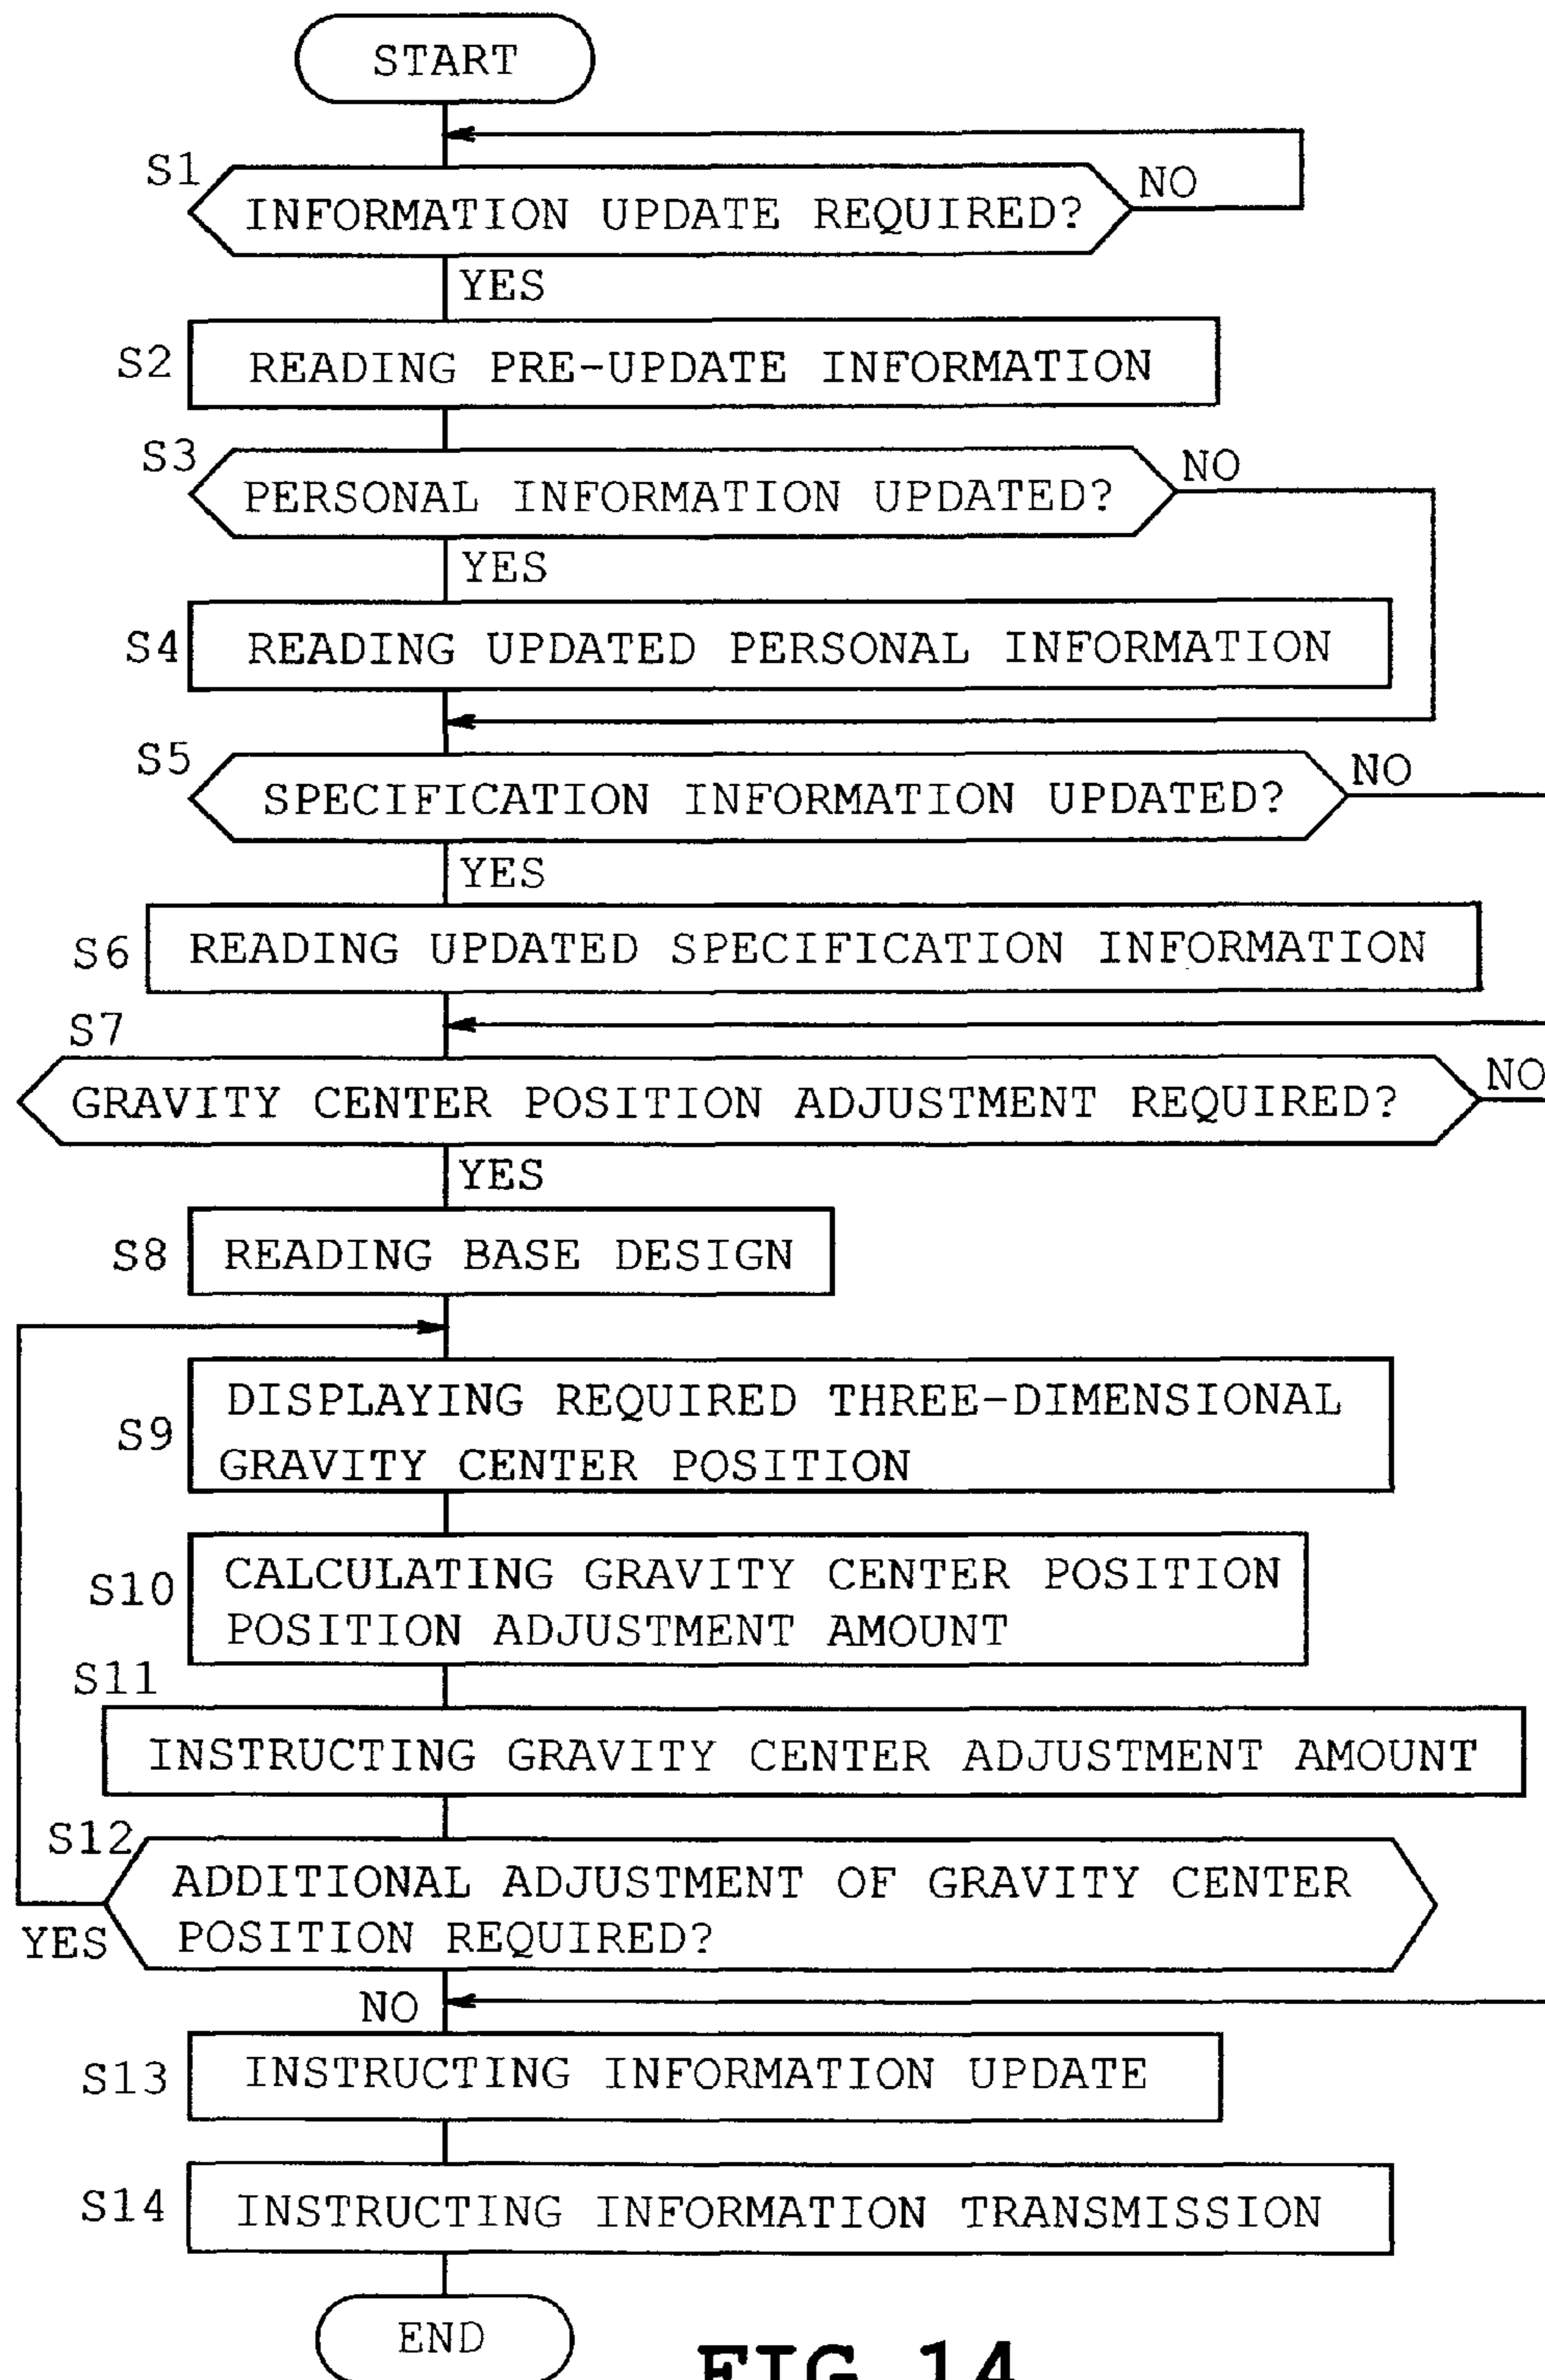 START
S1
INFORMATION UPDATE REQUIRED?
NO
YES
S2
READING PRE-UPDATE INFORMATION
S3
PERSONAL INFORMATION UPDATED?
NO
YES
S4
READING UPDATED PERSONAL INFORMATION
S5
SPECIFICATION INFORMATION UPDATED?
NO
YES
S6
READING UPDATED SPECIFICATION INFORMATION
S7
GRAVITY CENTER POSITION ADJUSTMENT REQUIRED?
NO
YES
S8
READING BASE DESIGN
S9
DISPLAYING REQUIRED THREE-DIMENSIONAL
GRAVITY CENTER POSITION
S10
CALCULATING GRAVITY CENTER POSITION
POSITION ADJUSTMENT AMOUNT
S11
INSTRUCTING GRAVITY CENTER ADJUSTMENT AMOUNT
S12
ADDITIONAL ADJUSTMENT OF GRAVITY CENTER
POSITION REQUIRED?
YES
NO
S13
INSTRUCTING INFORMATION UPDATE
S14
INSTRUCTING INFORMATION TRANSMISSION
END
FIG.14